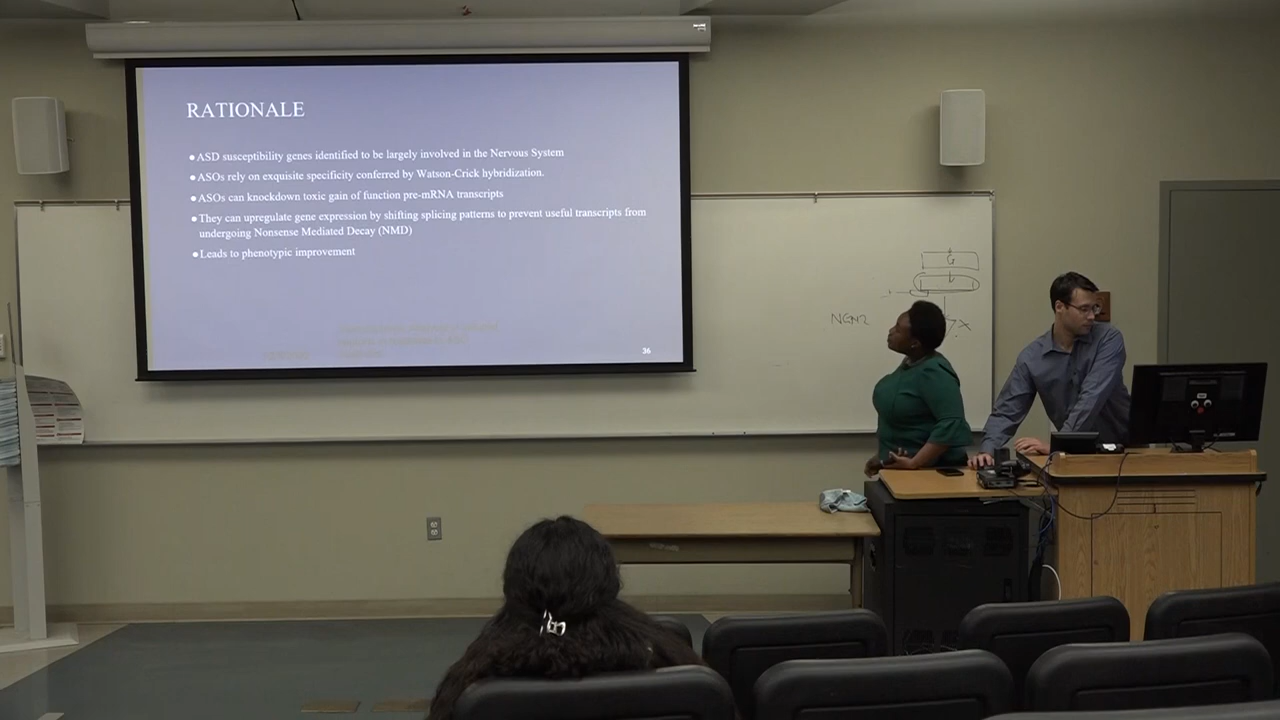 RATIONALE
● ASD susceptibility genes identified to be largely involved in the Nervous System
● ASOs rely on exquisite specificity conferred by Watson-Crick hybridization.
● ASOs can knockdown toxic gain of function pre-mRNA transcripts
● They can upregulate gene expression by shifting splicing patterns to prevent useful transcripts from
undergoing Nonsense Mediated Decay (NMD)
● Leads to phenotypic improvement
36
NGN2
X